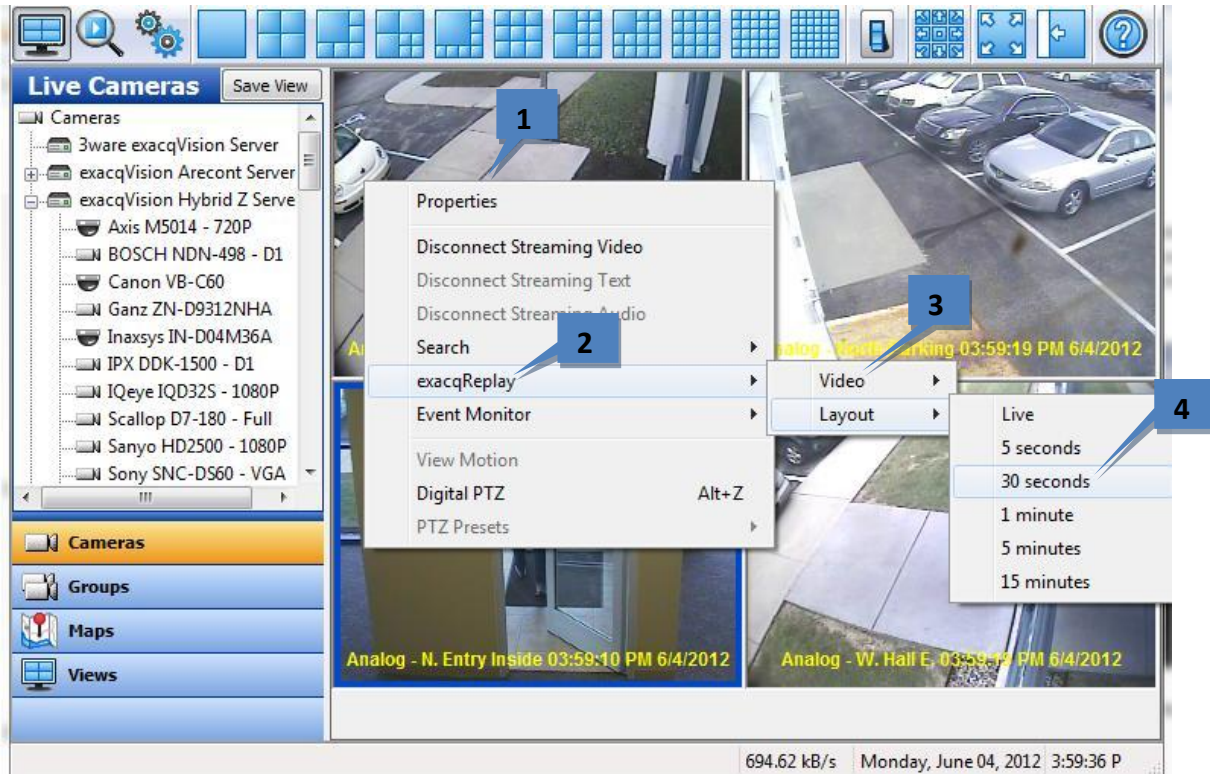 Live Cameras
Save View
Cameras
3ware exacqVision Server
exacqVision Arecont Server
exacqVision Hybrid Z Serve
Axis M5014 - 720P
BOSCH NDN-498 - D1
Canon VB-C60
Ganz ZN-D9312NHA
Inaxsys IN-D04M36A
IPX DDK-1500 - D1
IQeye IQD32S - 1080P
Scallop D7-180 - Full
Sanyo HD2500 - 1080P
Sony SNC-DS60 - VGA
Cameras
Groups
Maps
Views
1
Properties
Disconnect Streaming Video
Disconnect Streaming Text
Disconnect Streaming Audio
Search
2
exacqReplay
Event Monitor
View Motion
Digital PTZ Alt+Z
PTZ Presets
3
Video
Layout
4
Live
5 seconds
30 seconds
1 minute
5 minutes
15 minutes
Parking 03:59:19 PM 6/4/2012
Analog - N. Entry Inside 03:59:10 PM 6/4/2012
Analog - W. Hall E. 03:59:19 PM 6/4/2012
694.62 kB/s Monday, June 04, 2012 3:59:36 P